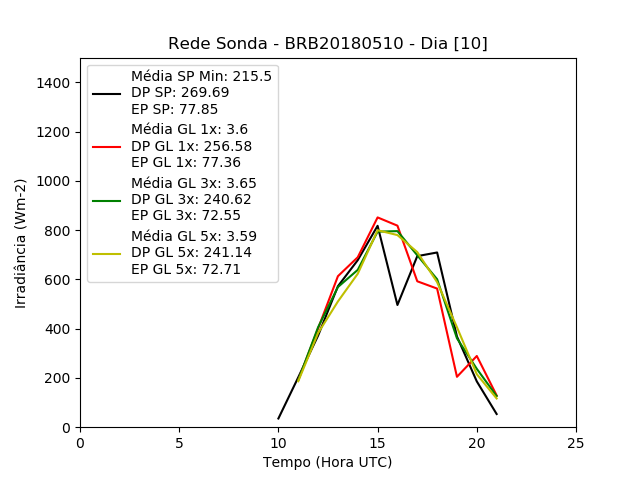 Rede Sonda - BRB20180510 - Dia [10]
Média SP Min: 215.5
DP SP: 269.69
EP SP: 77.85
Média GL 1x: 3.6
DP GL 1x: 256.58
EP GL 1x: 77.36
Média GL 3x: 3.65
DP GL 3x: 240.62
EP GL 3x: 72.55
Média GL 5x: 3.59
DP GL 5x: 241.14
EP GL 5x: 72.71
Irradiância (Wm-2)
1400
1200
1000
800
600
400
200
0
0 5 10 15 20 25
Tempo (Hora UTC)